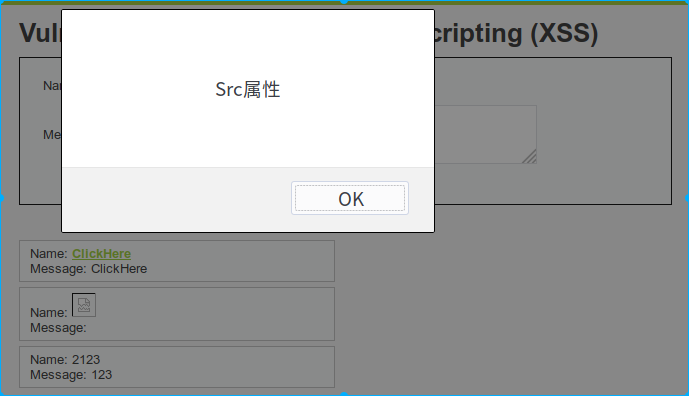 Vul
cripting (XSS)
Na
Me
Src属性
OK
Name: ClickHere
Message: ClickHere
Name:
Message:
Name: 2123
Message: 123